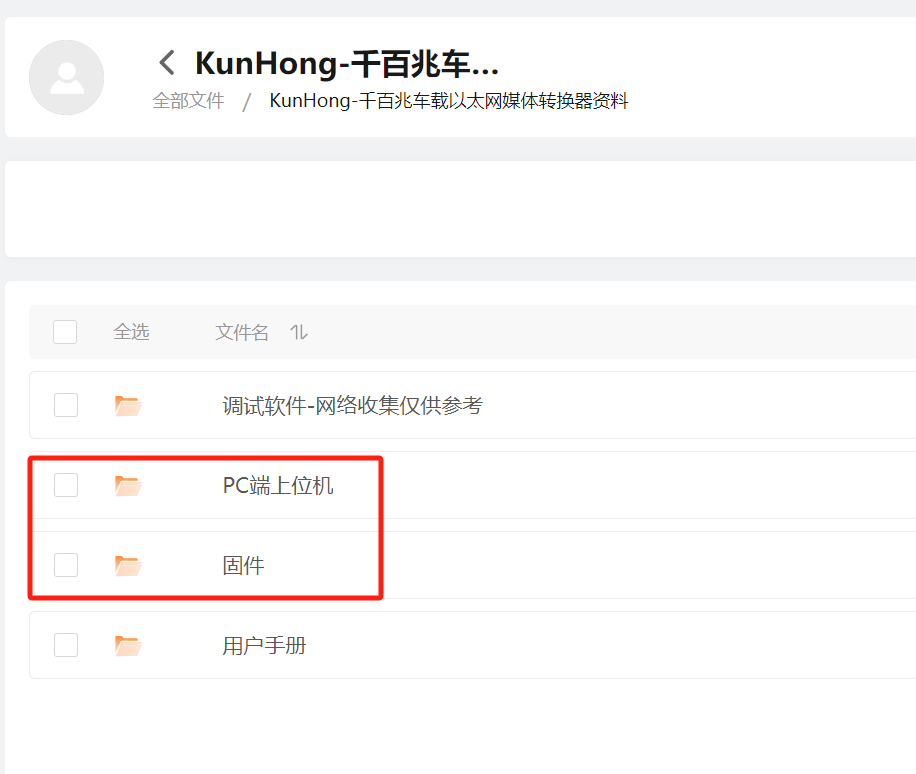 KunHong-千百兆车...
全部文件 / KunHong-千百兆车载以太网媒体转换器资料
全选 文件名
调试软件-网络收集仅供参考
PC端上位机
固件
用户手册